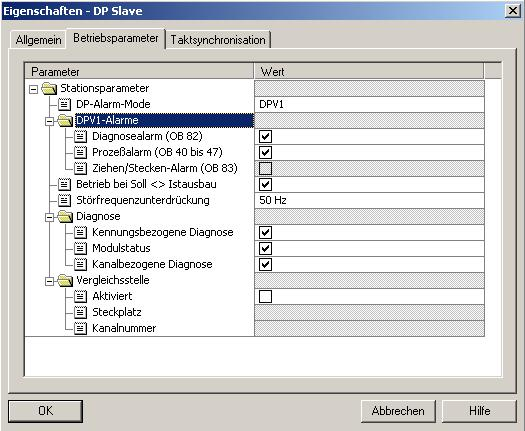 Eigenschaften - DP Slave
Allgemein Betriebsparameter Taktsynchronisation
Parameter Wert
Stationsparameter
DP-Alarm-Mode DPV1
DPV1-Alarme
Diagnosealarm (OB 82)
Prozeßalarm (OB 40 bis 47)
Ziehen/Stecken-Alarm (OB 83)
Betrieb bei Soll <> Istausbau
Störfrequenzunterdrückung 50 Hz
Diagnose
Kennungsbezogene Diagnose
Modulstatus
Kanalbezogene Diagnose
Vergleichsstelle
Aktiviert
Steckplatz
Kanalnummer
OK Abbrechen Hilfe